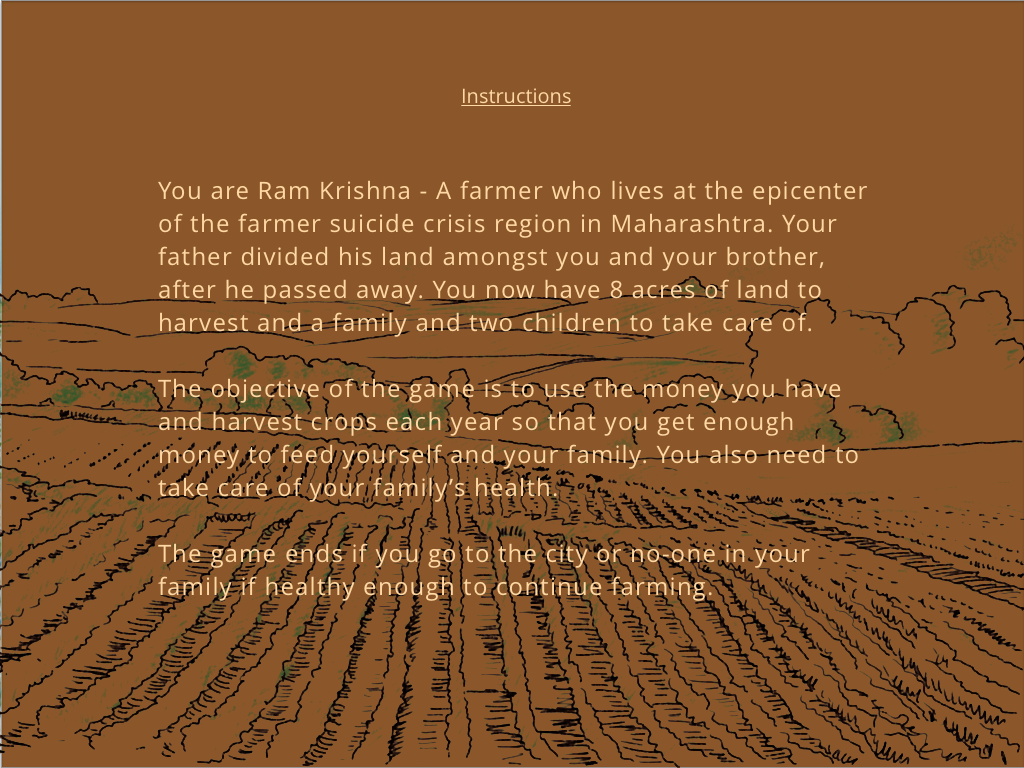 Instructions
You are Ram Krishna - A farmer who lives at the epicenter
of the farmer suicide crisis region in Maharashtra. Your
father divided his land amongst you and your brother,
after he passed away. You now have 8 acres of land to
harvest and a family and two children to take care of.
The objective of the game is to use the money you have
and harvest crops each year so that you get enough
money to feed yourself and your family. You also need to
take care of your family’s health.
The game ends if you go to the city or no-one in your
family if healthy enough to continue farming.